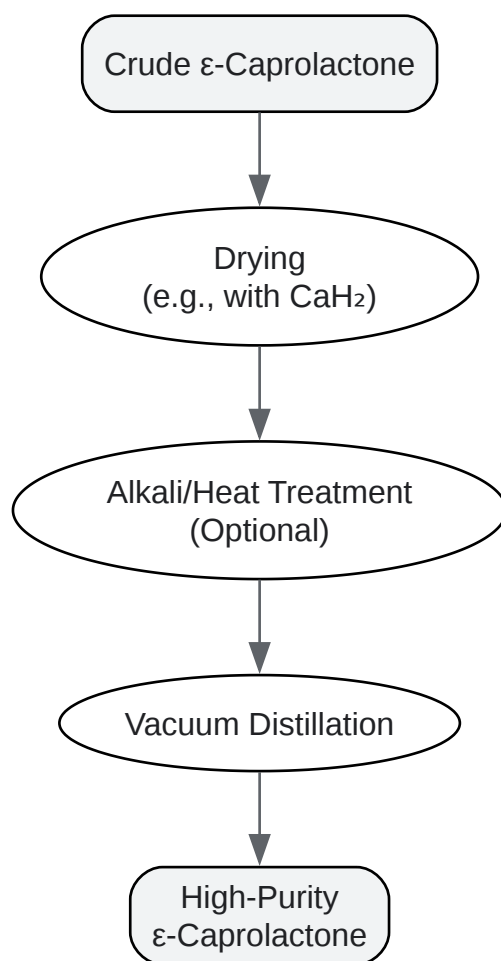 Crude ε-Caprolactone
Drying
(e.g., with CaH₂)
Alkali/Heat Treatment
(Optional)
Vacuum Distillation
High-Purity
ε-Caprolactone